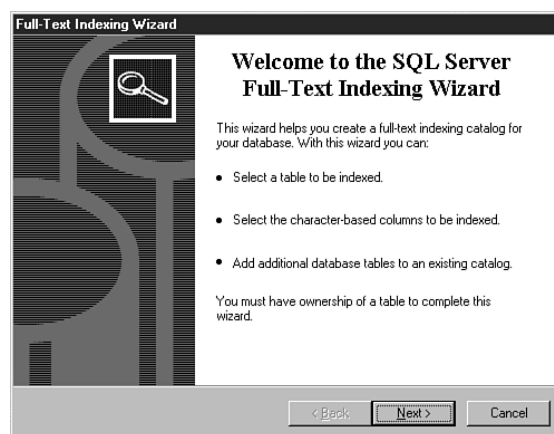 Full-Text Indexing Wizard
Welcome to the SQL Server
Full-Text Indexing Wizard
This wizard helps you create a full-text indexing catalog for
your database. With this wizard you can:
• Select a table to be indexed.
• Select the character-based columns to be indexed.
• Add additional database tables to an existing catalog.
You must have ownership of a table to complete this
wizard.
< Back Next > Cancel